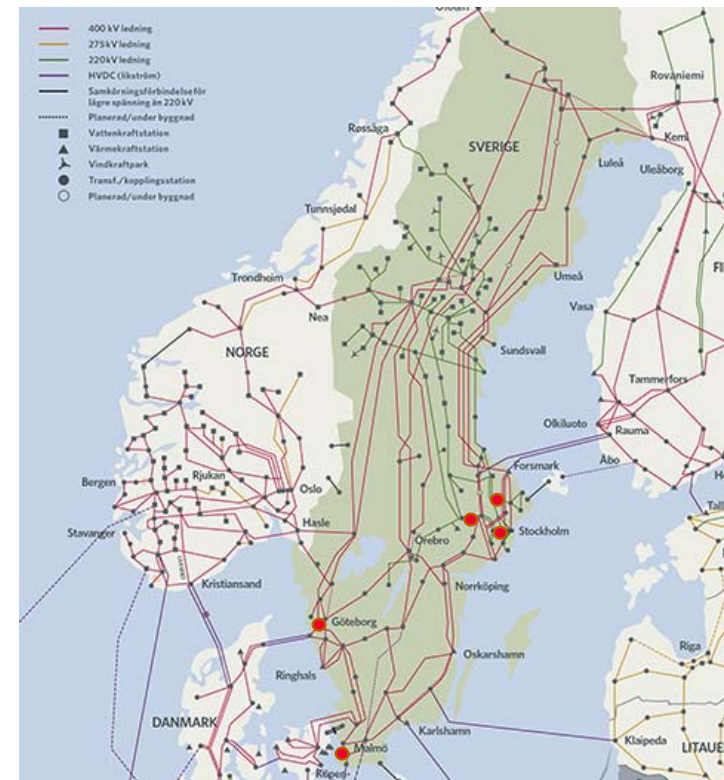 400 kV ledning
275 kV ledning
220 kV ledning
HVDC (likström)
Samkörningsförbindelse för
lägre spänning än 220 kV
Planerad/under byggnad
Vattenkraftstation
Värmekraftstation
Vindkraftpark
Transf./kopplingsstation
Planerad/under byggnad
Rovaniemi
Røssåga
SVERIGE
Kemi
Luleå
Uleåborg
Tunnsjødal
FI
Trondheim
Umeå
Nea
Vasa
NORGE
Sundsvall
Tammerfors
Olkiluoto
Rauma
Forsmark
Åbo
Bergen
Rjukan
Oslo
Stavanger
Hasle
Örebro
Stockholm
Kristiansand
Norrköping
Göteborg
Oskarshamn
Riga
Ringhals
DANMARK
Karlshamn
Malmö
Klaipeda
LITAUE